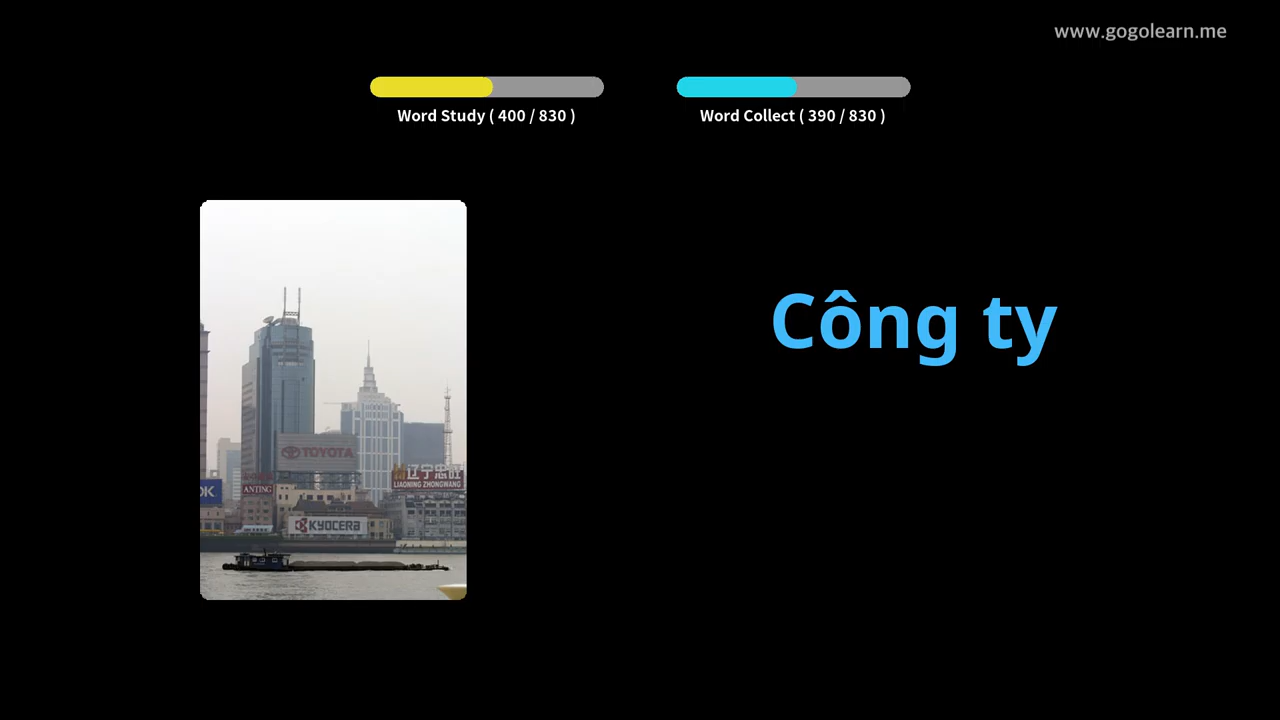 www.gogolearn.me
Word Study ( 400 / 830 )
Word Collect ( 390 / 830 )
Công ty
TOYOTA
辽宁忠旺
LIAONING ZHONGWANG
OK
ANTING
KYOCERA